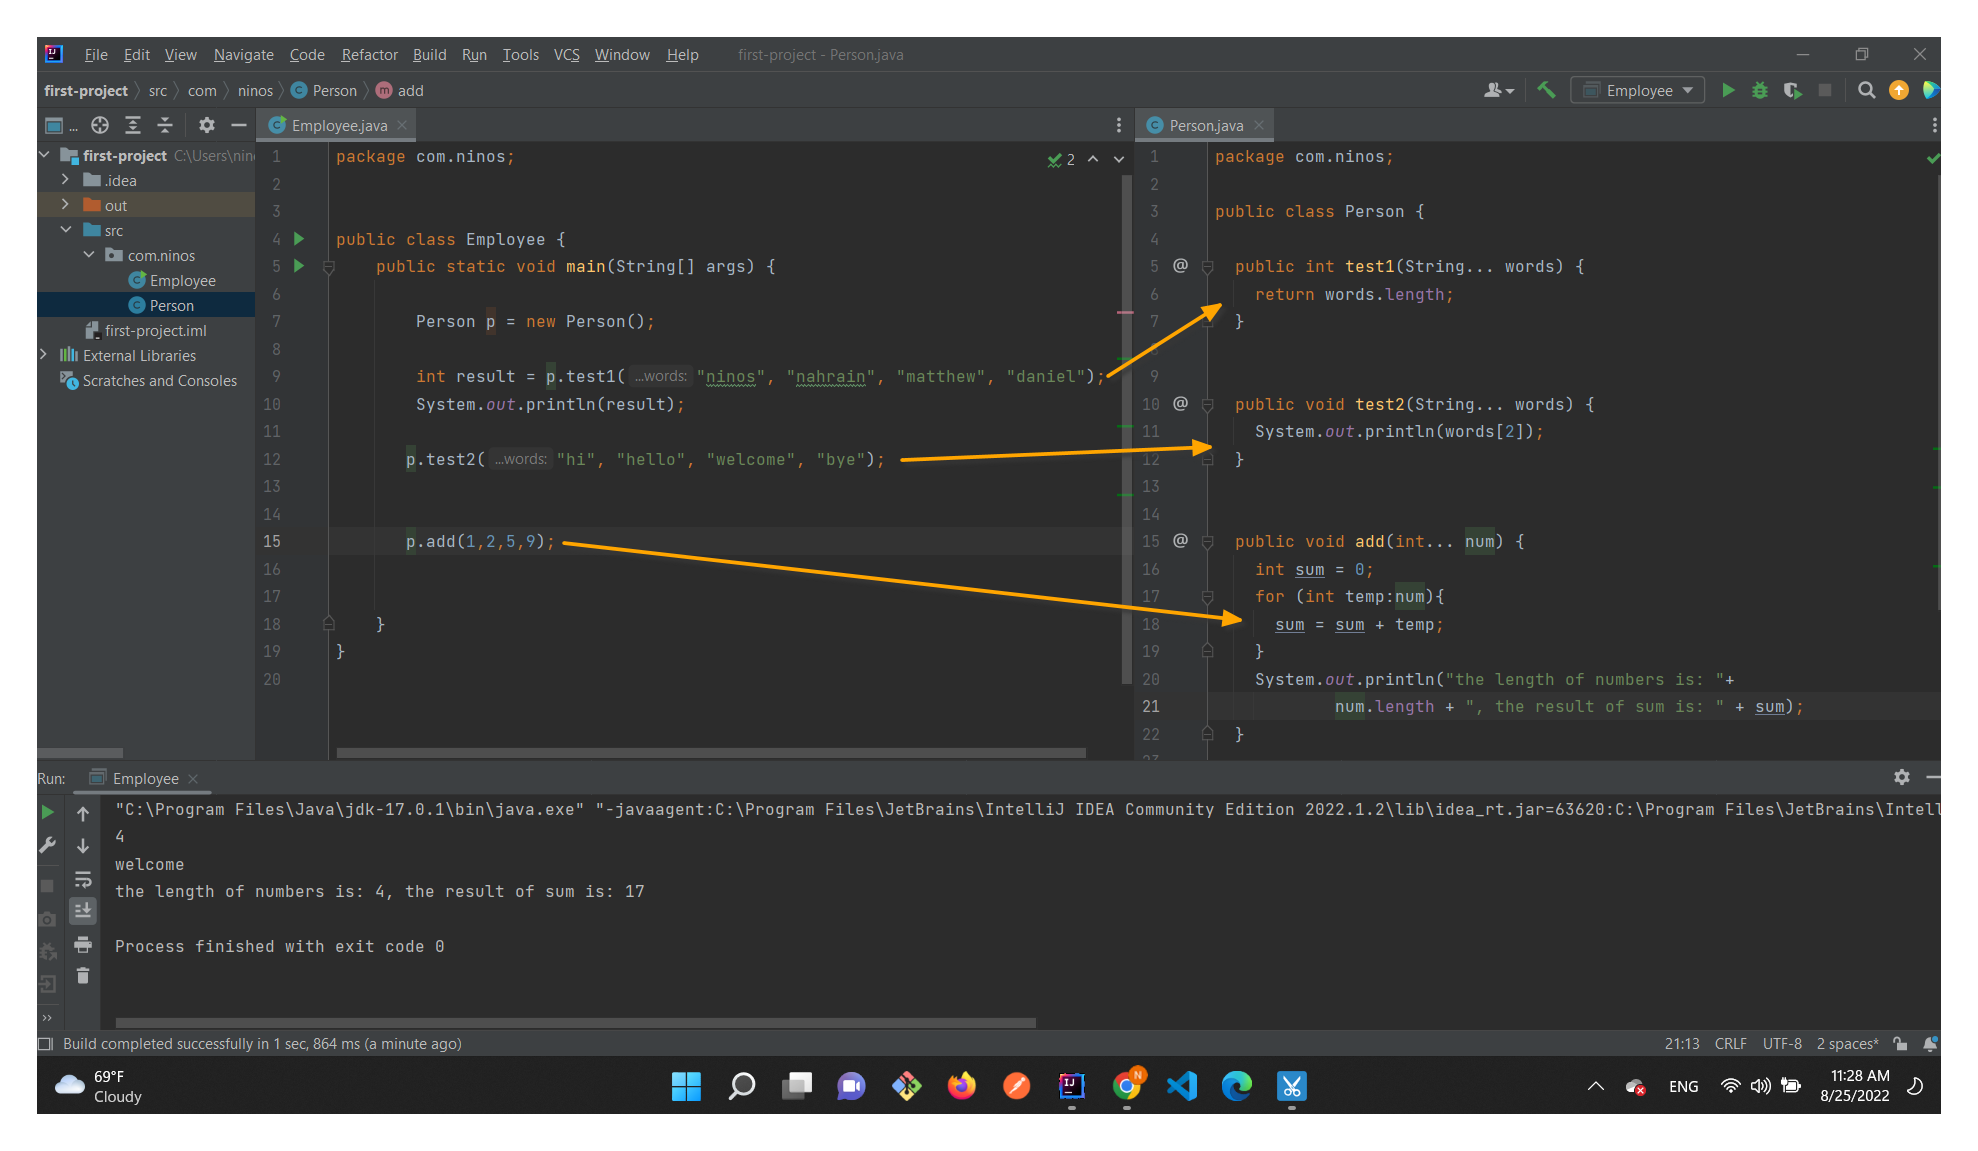 File Edit View Navigate Code Refactor Build Run Tools VCS Window Help first-project - Person.java
first-project src com ninos Person add
Employee
first-project C:\Users\nin
.idea
out
src
com.ninos
Employee
Person
first-project.iml
External Libraries
Scratches and Consoles
Employee.java
2
1 package com.ninos;
2
3
4 public class Employee {
5 public static void main(String[] args) {
6
7 Person p = new Person();
8
9 int result = p.test1( ...words: "ninos", "nahrain", "matthew", "daniel");
10 System.out.println(result);
11
12 p.test2( ...words: "hi", "hello", "welcome", "bye");
13
14
15 p.add(1,2,5,9);
16
17
18 }
19 }
20
Person.java
1 package com.ninos;
2
3 public class Person {
4
5 @ public int test1(String... words) {
6 return words.length;
7 }
8
9
10 @ public void test2(String... words) {
11 System.out.println(words[2]);
12 }
13
14
15 @ public void add(int... num) {
16 int sum = 0;
17 for (int temp:num){
18 sum = sum + temp;
19 }
20 System.out.println("the length of numbers is: "+
21 num.length + ", the result of sum is: " + sum);
22 }
23
Run: Employee
"C:\Program Files\Java\jdk-17.0.1\bin\java.exe" "-javaagent:C:\Program Files\JetBrains\IntelliJ IDEA Community Edition 2022.1.2\lib\idea_rt.jar=63620:C:\Program Files\JetBrains\Intell
4
welcome
the length of numbers is: 4, the result of sum is: 17
Process finished with exit code 0
Build completed successfully in 1 sec, 864 ms (a minute ago)
21:13 CRLF UTF-8 2 spaces*
69°F
Cloudy
ENG
11:28 AM
8/25/2022